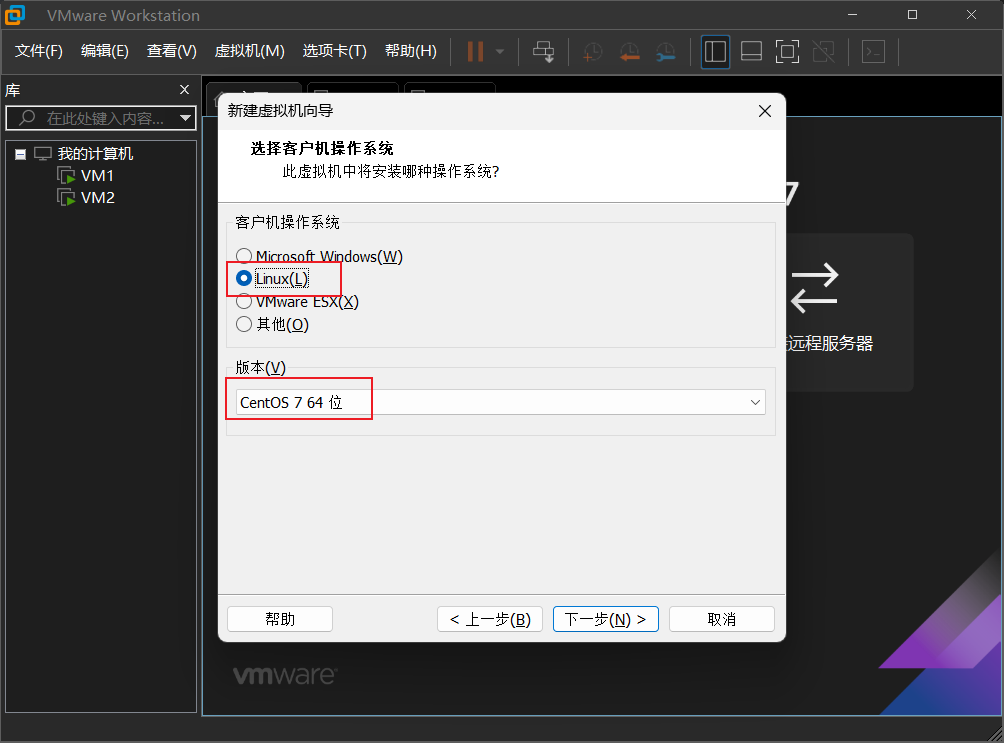 VMware Workstation
文件(F) 编辑(E) 查看(V) 虚拟机(M) 选项卡(T) 帮助(H)
库
在此处键入内容...
我的计算机
VM1
VM2
新建虚拟机向导
选择客户机操作系统
此虚拟机中将安装哪种操作系统?
客户机操作系统
Microsoft Windows(W)
Linux(L)
VMware ESX(X)
其他(O)
版本(V)
CentOS 7 64 位
7
远程服务器
帮助
< 上一步(B)
下一步(N) >
取消
vmware